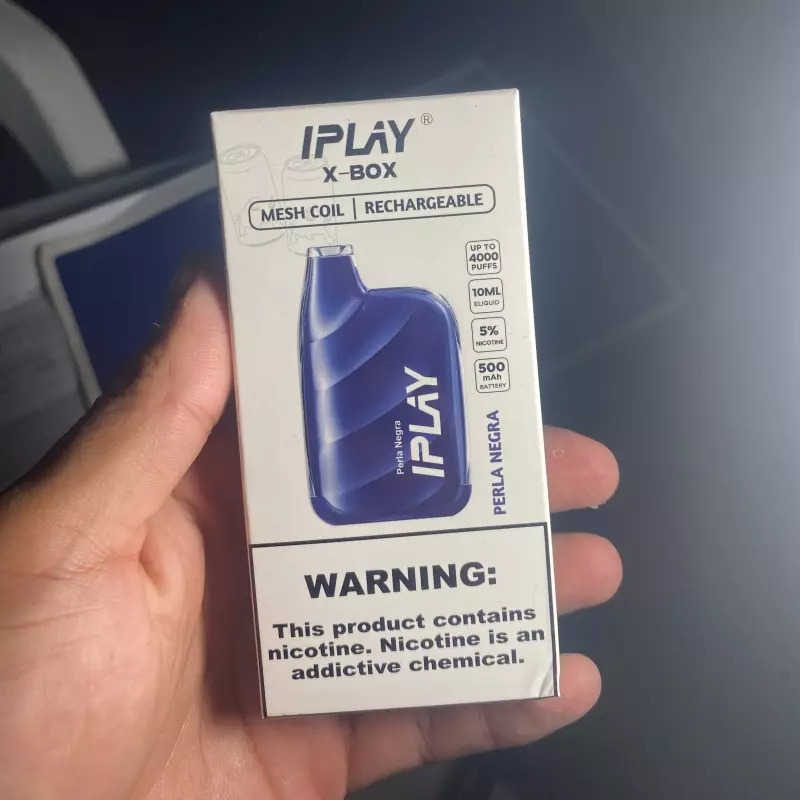 IPLAY®
X-BOX
MESH COIL | RECHARGEABLE
UP TO
4000
PUFFS
10ML
ELIQUID
5%
NICOTINE
500
mAh
BATTERY
PERLA NEGRA
Perla Negra
IPLAY
WARNING:
This product contains
nicotine. Nicotine is an
addictive chemical.